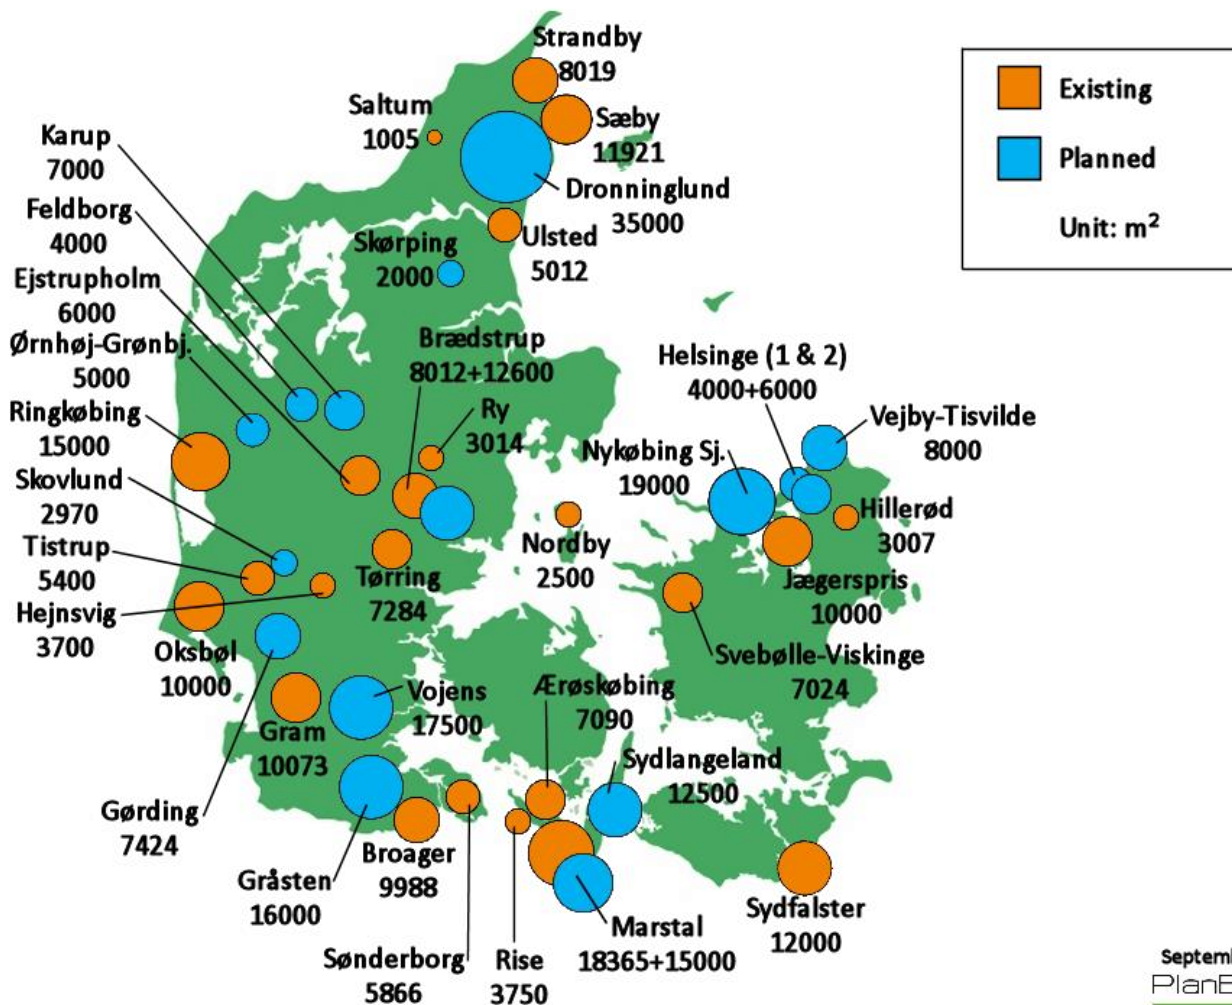 Strandby
8019
Saltum
1005
Sæby
11921
Karup
7000
Dronninglund
35000
Feldborg
4000
Ulsted
5012
Skørping
2000
Ejstrupholm
6000
Ørnhøj-Grønbj.
5000
Brædstrup
8012+12600
Helsinge (1 & 2)
4000+6000
Ringkøbing
15000
Ry
3014
Vejby-Tisvilde
8000
Nykøbing Sj.
19000
Skovlund
2970
Hillerød
3007
Tistrup
5400
Nordby
2500
Tørring
7284
Jægerspris
10000
Hejnsvig
3700
Oksbøl
10000
Svebølle-Viskinge
7024
Ærøskøbing
7090
Vojens
17500
Gram
10073
Sydlangeland
12500
Gørding
7424
Broager
9988
Gråsten
16000
Sydfalster
12000
Marstal
18365+15000
Sønderborg
5866
Rise
3750
Existing
Planned
Unit: m²
Septemb
PlanE